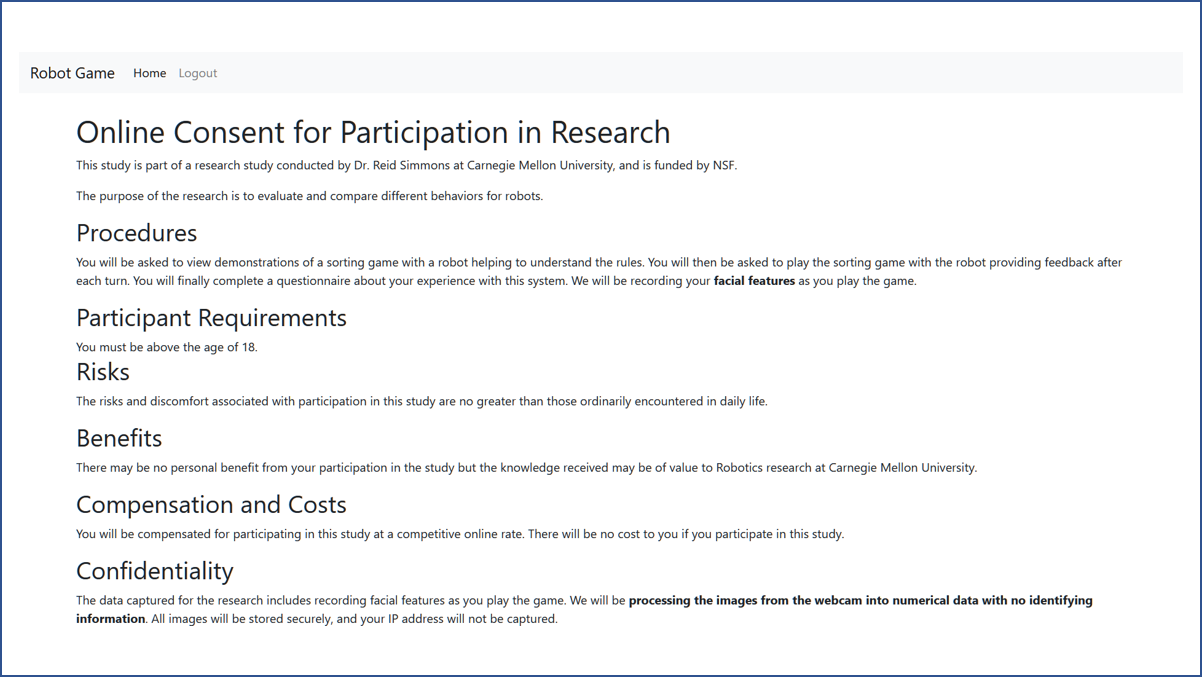 Robot Game Home Logout
Online Consent for Participation in Research
This study is part of a research study conducted by Dr. Reid Simmons at Carnegie Mellon University, and is funded by NSF.
The purpose of the research is to evaluate and compare different behaviors for robots.
Procedures
You will be asked to view demonstrations of a sorting game with a robot helping to understand the rules. You will then be asked to play the sorting game with the robot providing feedback after
each turn. You will finally complete a questionnaire about your experience with this system. We will be recording your facial features as you play the game.
Participant Requirements
You must be above the age of 18.
Risks
The risks and discomfort associated with participation in this study are no greater than those ordinarily encountered in daily life.
Benefits
There may be no personal benefit from your participation in the study but the knowledge received may be of value to Robotics research at Carnegie Mellon University.
Compensation and Costs
You will be compensated for participating in this study at a competitive online rate. There will be no cost to you if you participate in this study.
Confidentiality
The data captured for the research includes recording facial features as you play the game. We will be processing the images from the webcam into numerical data with no identifying
information. All images will be stored securely, and your IP address will not be captured.